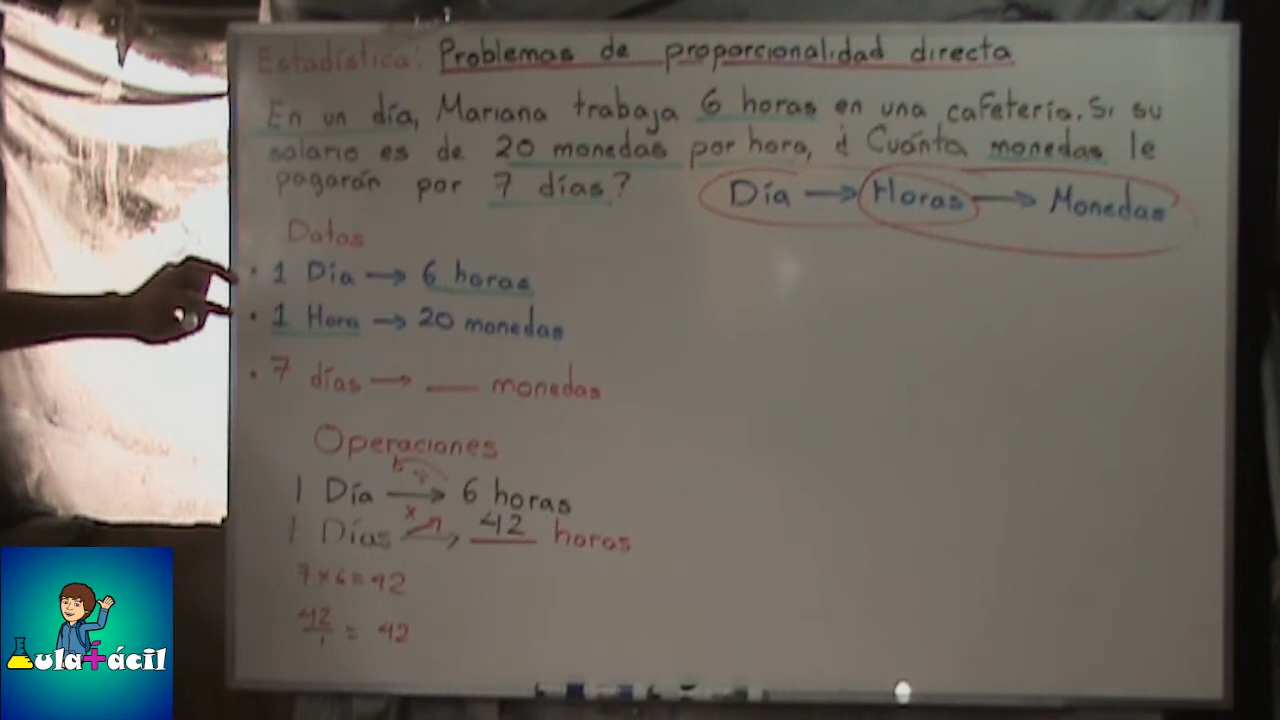 Estadística: Problemas de proporcionalidad directa
En un día, Mariana trabaja 6 horas en una cafetería. Si su
salario es de 20 monedas por hora, ¿ Cuánta monedas le
pagarán por 7 días?
Día → Horas → Monedas
Datos
• 1 Día → 6 horas
• 1 Hora → 20 monedas
• 7 días → ___ monedas
Operaciones
1 Día → 6 horas
Días x → 42 horas
7 x 6 = 42
42/1 = 42
Aula+ácil